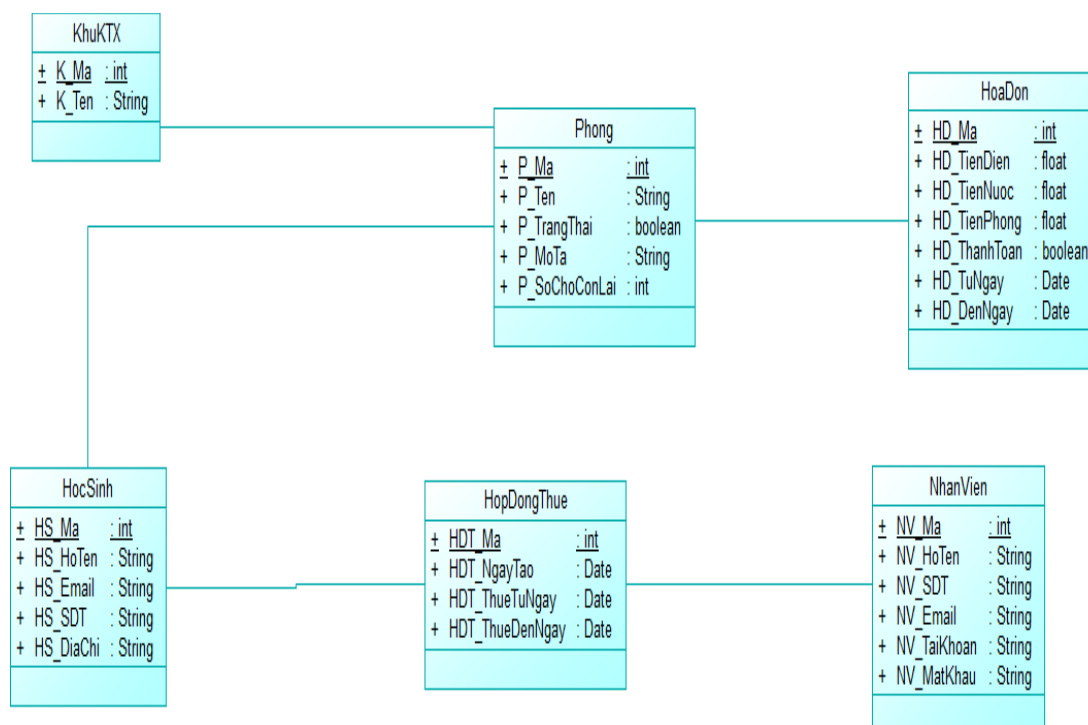 KhuKTX
+ K_Ma : int
+ K_Ten : String
Phong
+ P_Ma : int
+ P_Ten : String
+ P_TrangThai : boolean
+ P_MoTa : String
+ P_SoChoConLai : int
HoaDon
+ HD_Ma : int
+ HD_TienDien : float
+ HD_TienNuoc : float
+ HD_TienPhong : float
+ HD_ThanhToan : boolean
+ HD_TuNgay : Date
+ HD_DenNgay : Date
HocSinh
+ HS_Ma : int
+ HS_HoTen : String
+ HS_Email : String
+ HS_SDT : String
+ HS_DiaChi : String
HopDongThue
+ HDT_Ma : int
+ HDT_NgayTao : Date
+ HDT_ThueTuNgay : Date
+ HDT_ThueDenNgay : Date
NhanVien
+ NV_Ma : int
+ NV_HoTen : String
+ NV_SDT : String
+ NV_Email : String
+ NV_TaiKhoan : String
+ NV_MatKhau : String